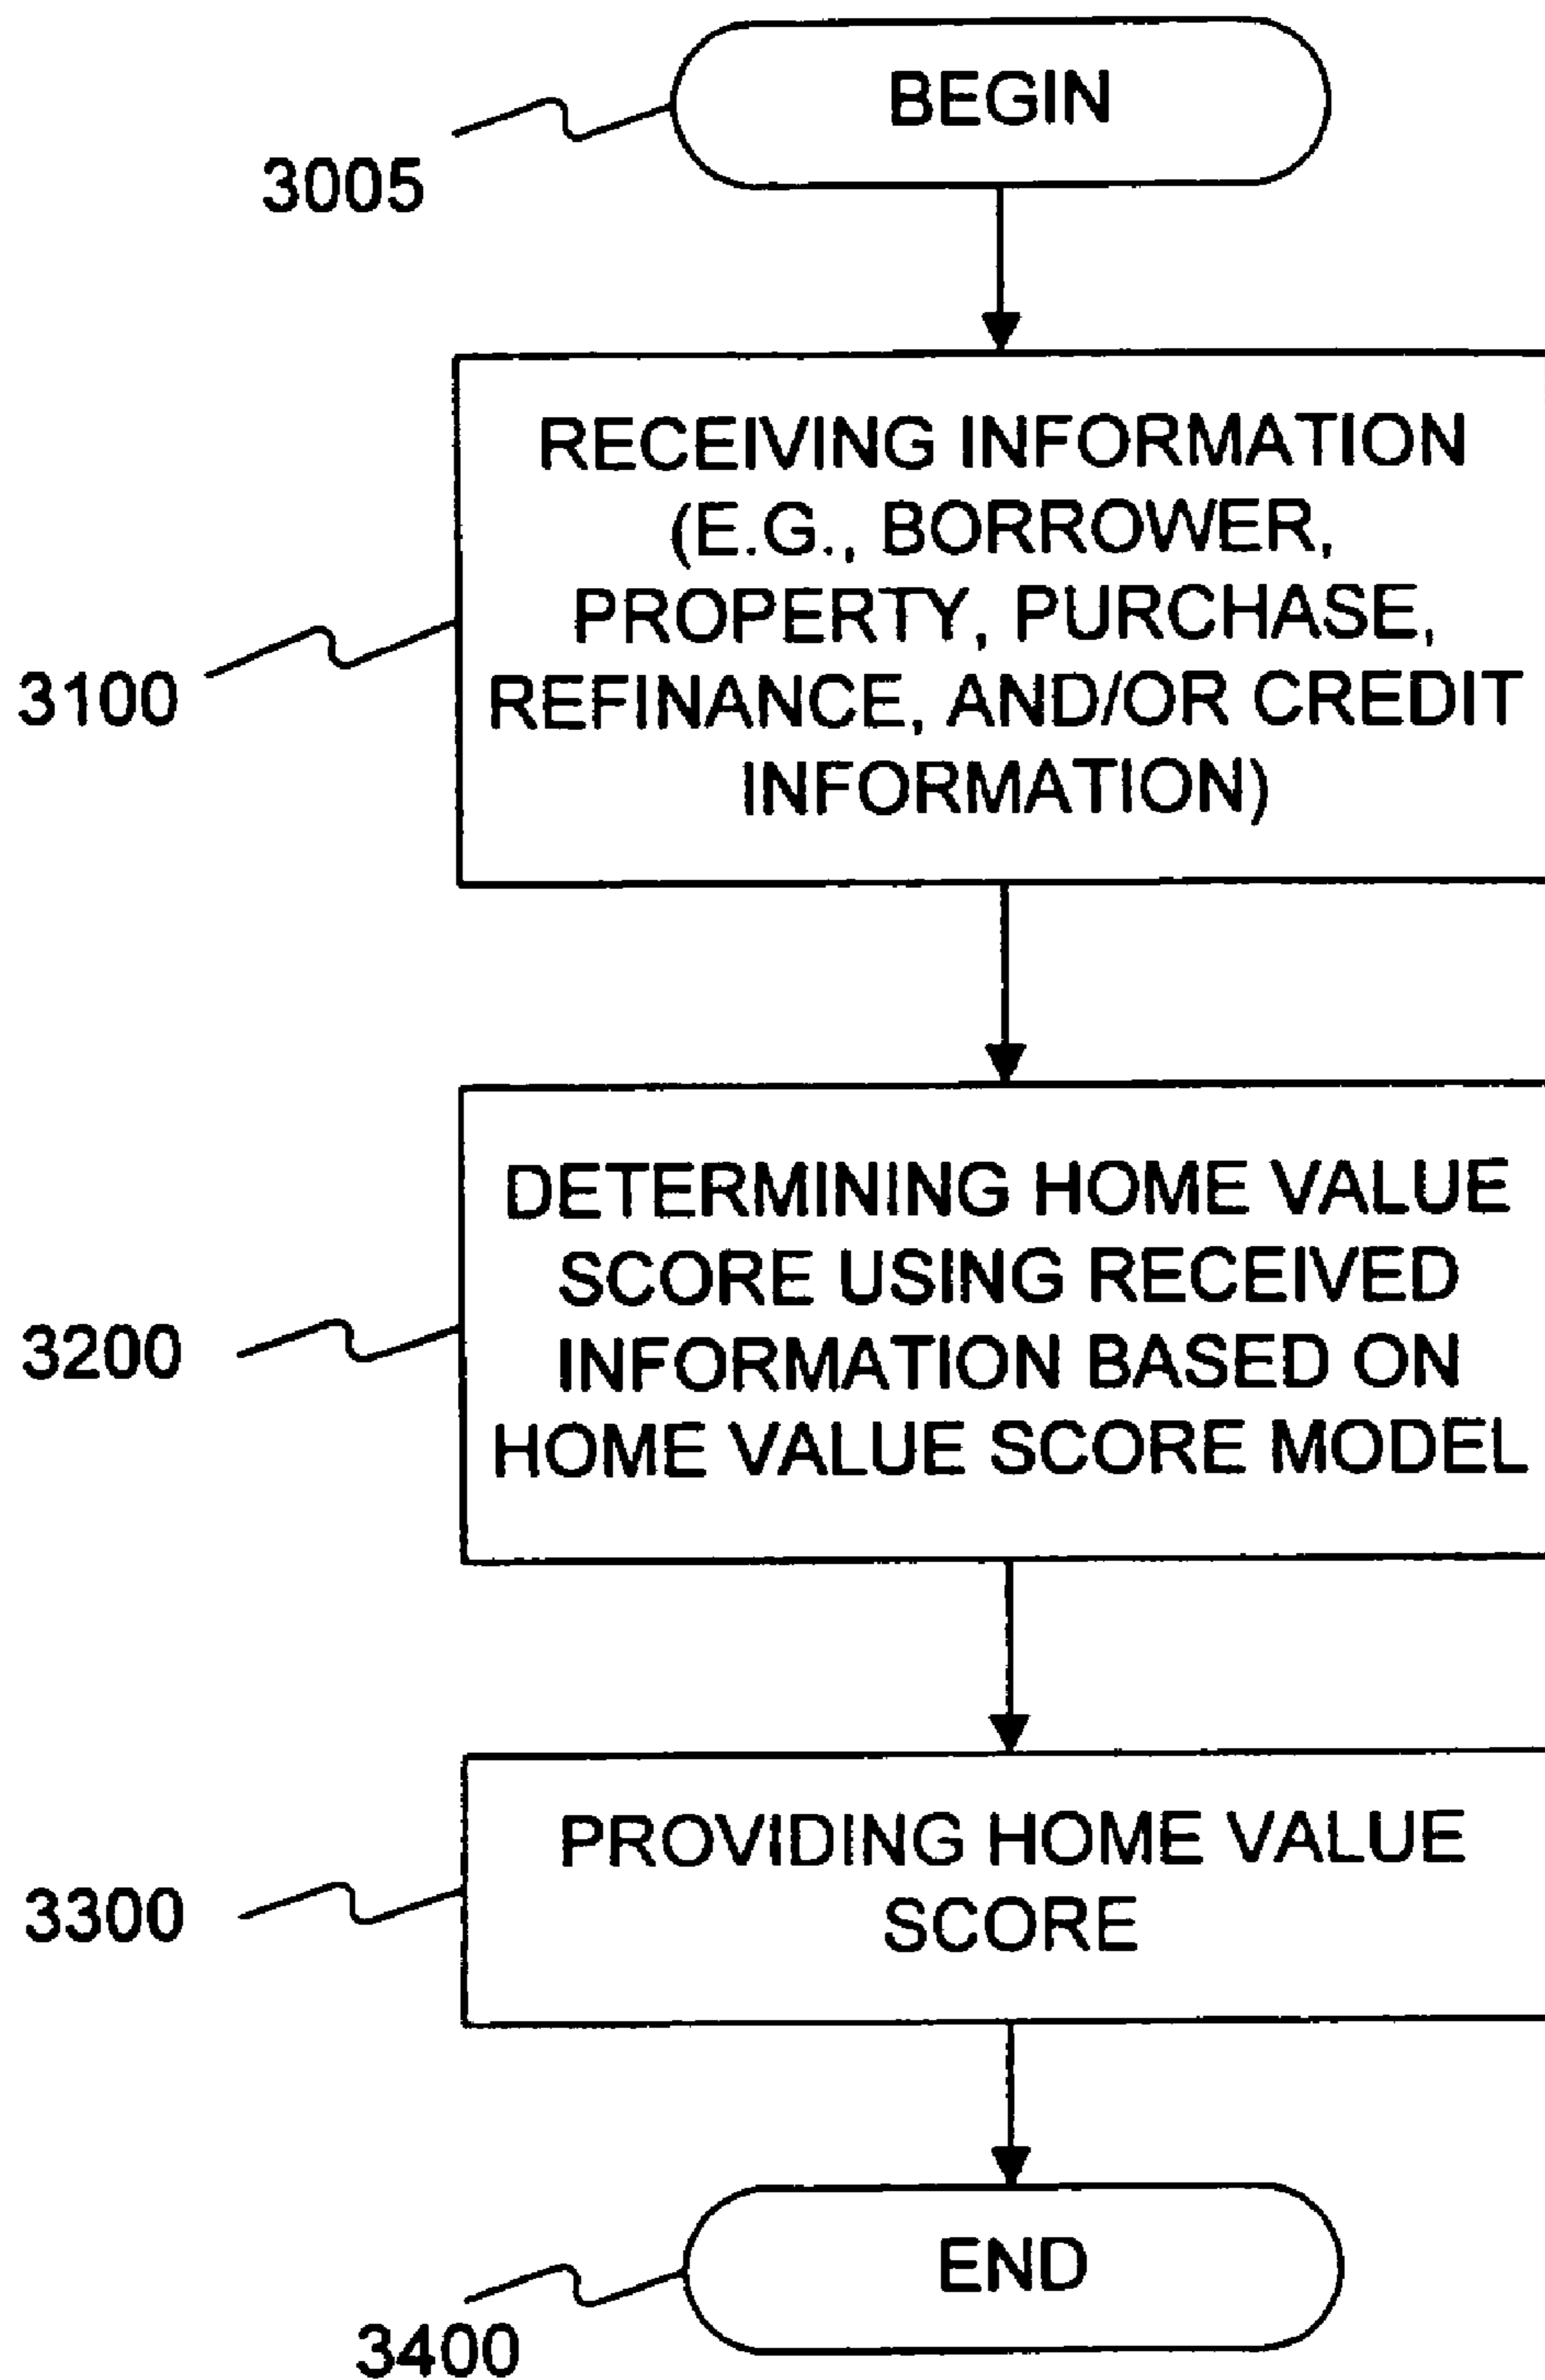 BEGIN
3005
RECEIVING INFORMATION
(E.G., BORROWER,
PROPERTY, PURCHASE,
REFINANCE, AND/OR CREDIT
INFORMATION)
3100
DETERMINING HOME VALUE
SCORE USING RECEIVED
INFORMATION BASED ON
HOME VALUE SCORE MODEL
3200
PROVIDING HOME VALUE
SCORE
3300
END
3400